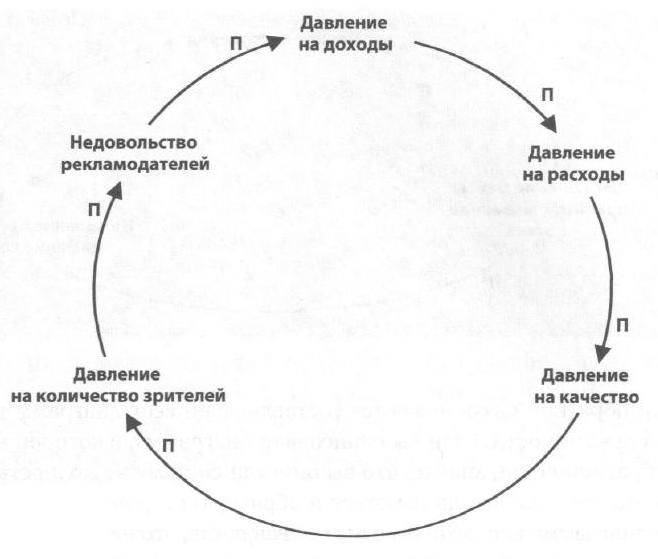 Давление
на доходы
П
Давление
на расходы
П
Давление
на качество
П
Давление
на количество зрителей
П
Недовольство
рекламодателей
П